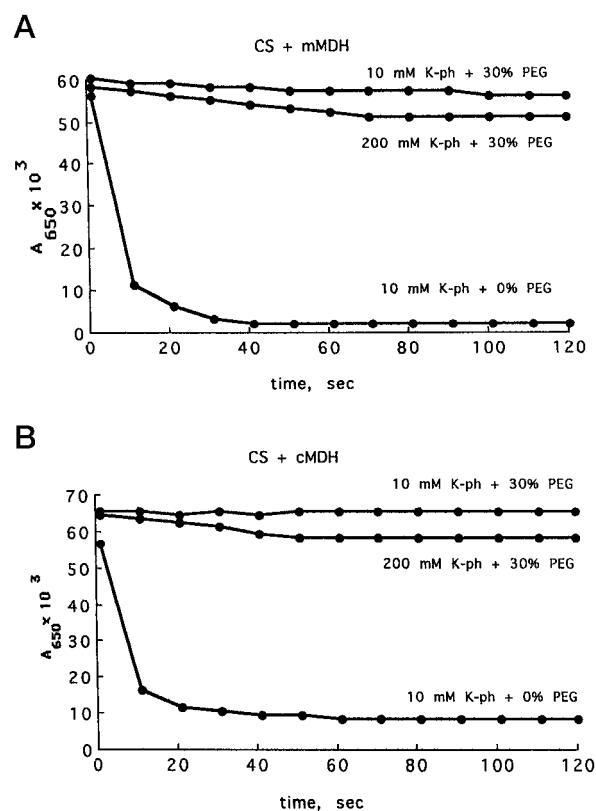 A
CS + mMDH
10 mM K-ph + 30% PEG
200 mM K-ph + 30% PEG
10 mM K-ph + 0% PEG
A650 x 10 3
60
50
40
30
20
10
0
0 20 40 60 80 100 120
time, sec
B
CS + cMDH
10 mM K-ph + 30% PEG
200 mM K-ph + 30% PEG
10 mM K-ph + 0% PEG
A650 x 10 3
70
60
50
40
30
20
10
0
0 20 40 60 80 100 120
time, sec